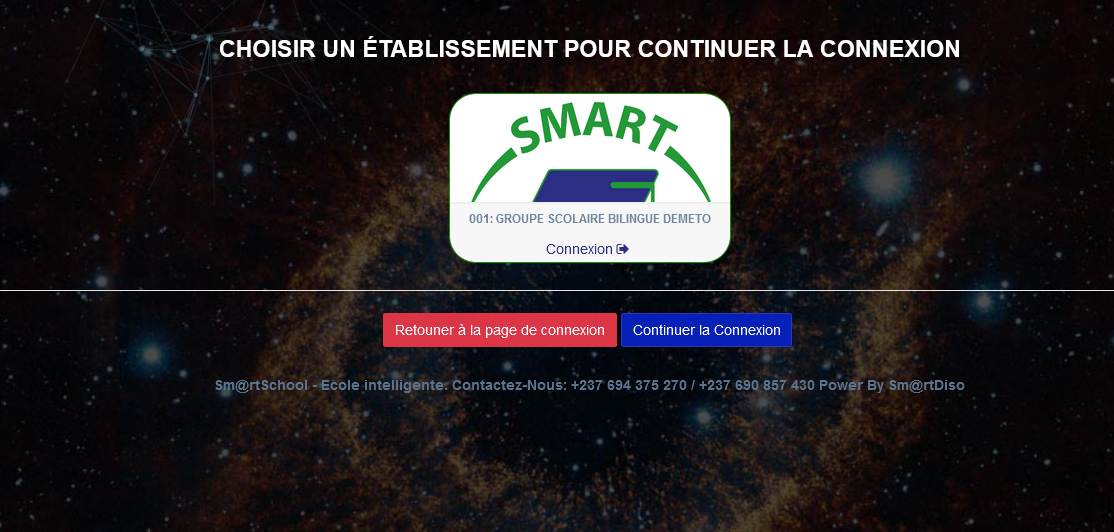 CHOISIR UN ÉTABLISSEMENT POUR CONTINUER LA CONNEXION
SMART
001: GROUPE SCOLAIRE BILINGUE DEMETO
Connexion
Retouner à la page de connexion
Continuer la Connexion
Sm@rtSchool - Ecole intelligente. Contactez-Nous: +237 694 375 270 / +237 690 857 430 Power By Sm@rtDiso